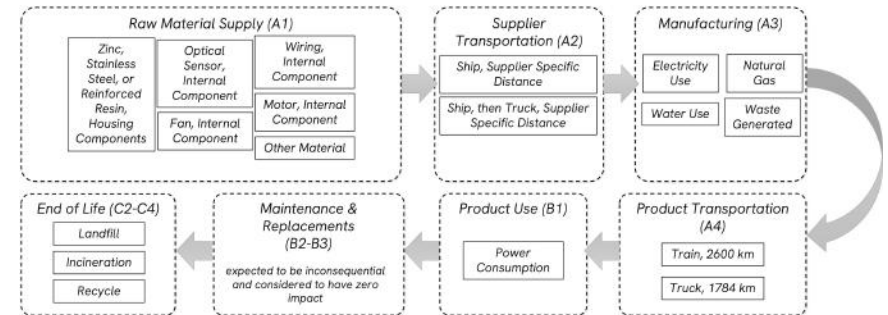 Raw Material Supply (A1)
Zinc,
Stainless
Steel, or
Reinforced
Resin,
Housing
Components
Optical
Sensor,
Internal
Component
Fan, Internal
Component
Wiring,
Internal
Component
Motor, Internal
Component
Other Material
Supplier
Transportation (A2)
Ship, Supplier Specific
Distance
Ship, then Truck, Supplier
Specific Distance
Manufacturing (A3)
Electricity
Use
Natural
Gas
Water Use
Waste
Generated
Product Transportation
(A4)
Train, 2600 km
Truck, 1784 km
Product Use (B1)
Power
Consumption
Maintenance &
Replacements
(B2-B3)
expected to be inconsequential
and considered to have zero
impact
End of Life (C2-C4)
Landfill
Incineration
Recycle